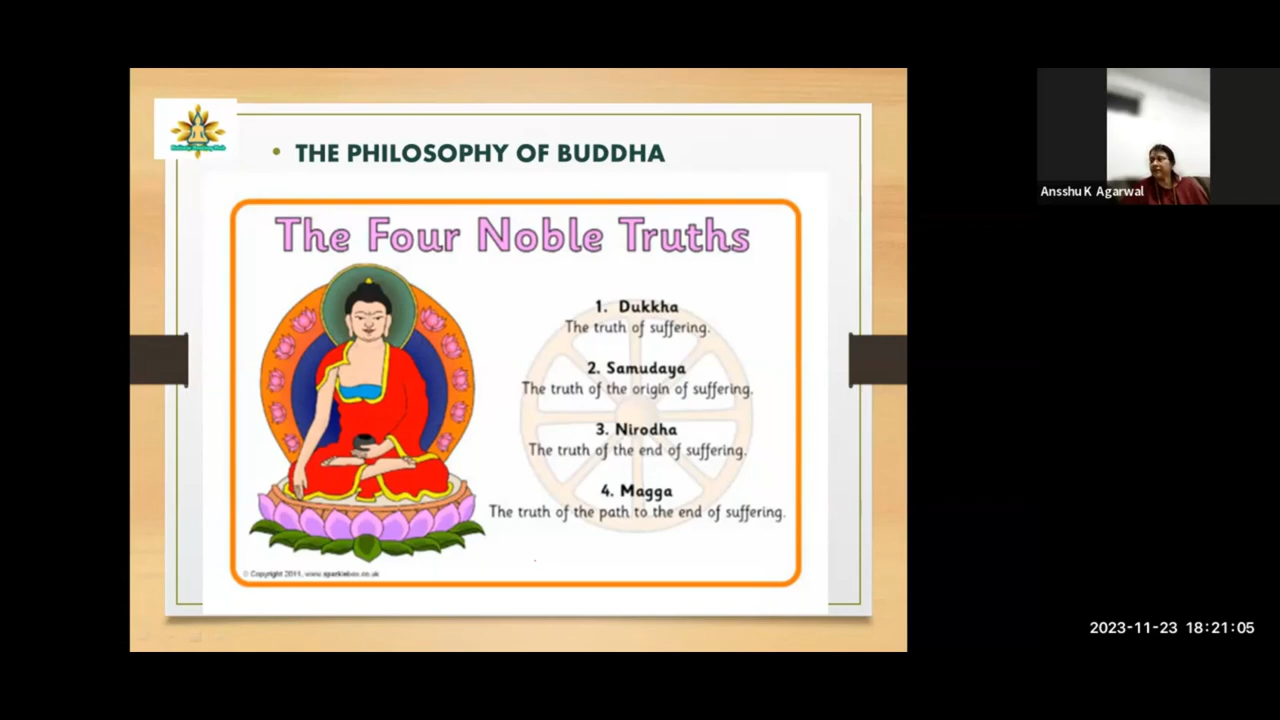 • THE PHILOSOPHY OF BUDDHA
The Four Noble Truths
1. Dukkha
The truth of suffering.
2. Samudaya
The truth of the origin of suffering.
3. Nirodha
The truth of the end of suffering.
4. Magga
The truth of the path to the end of suffering.
© Copyright 2011, www.sparklebox.co.uk
Ansshu K Agarwal
2023-11-23 18:21:05